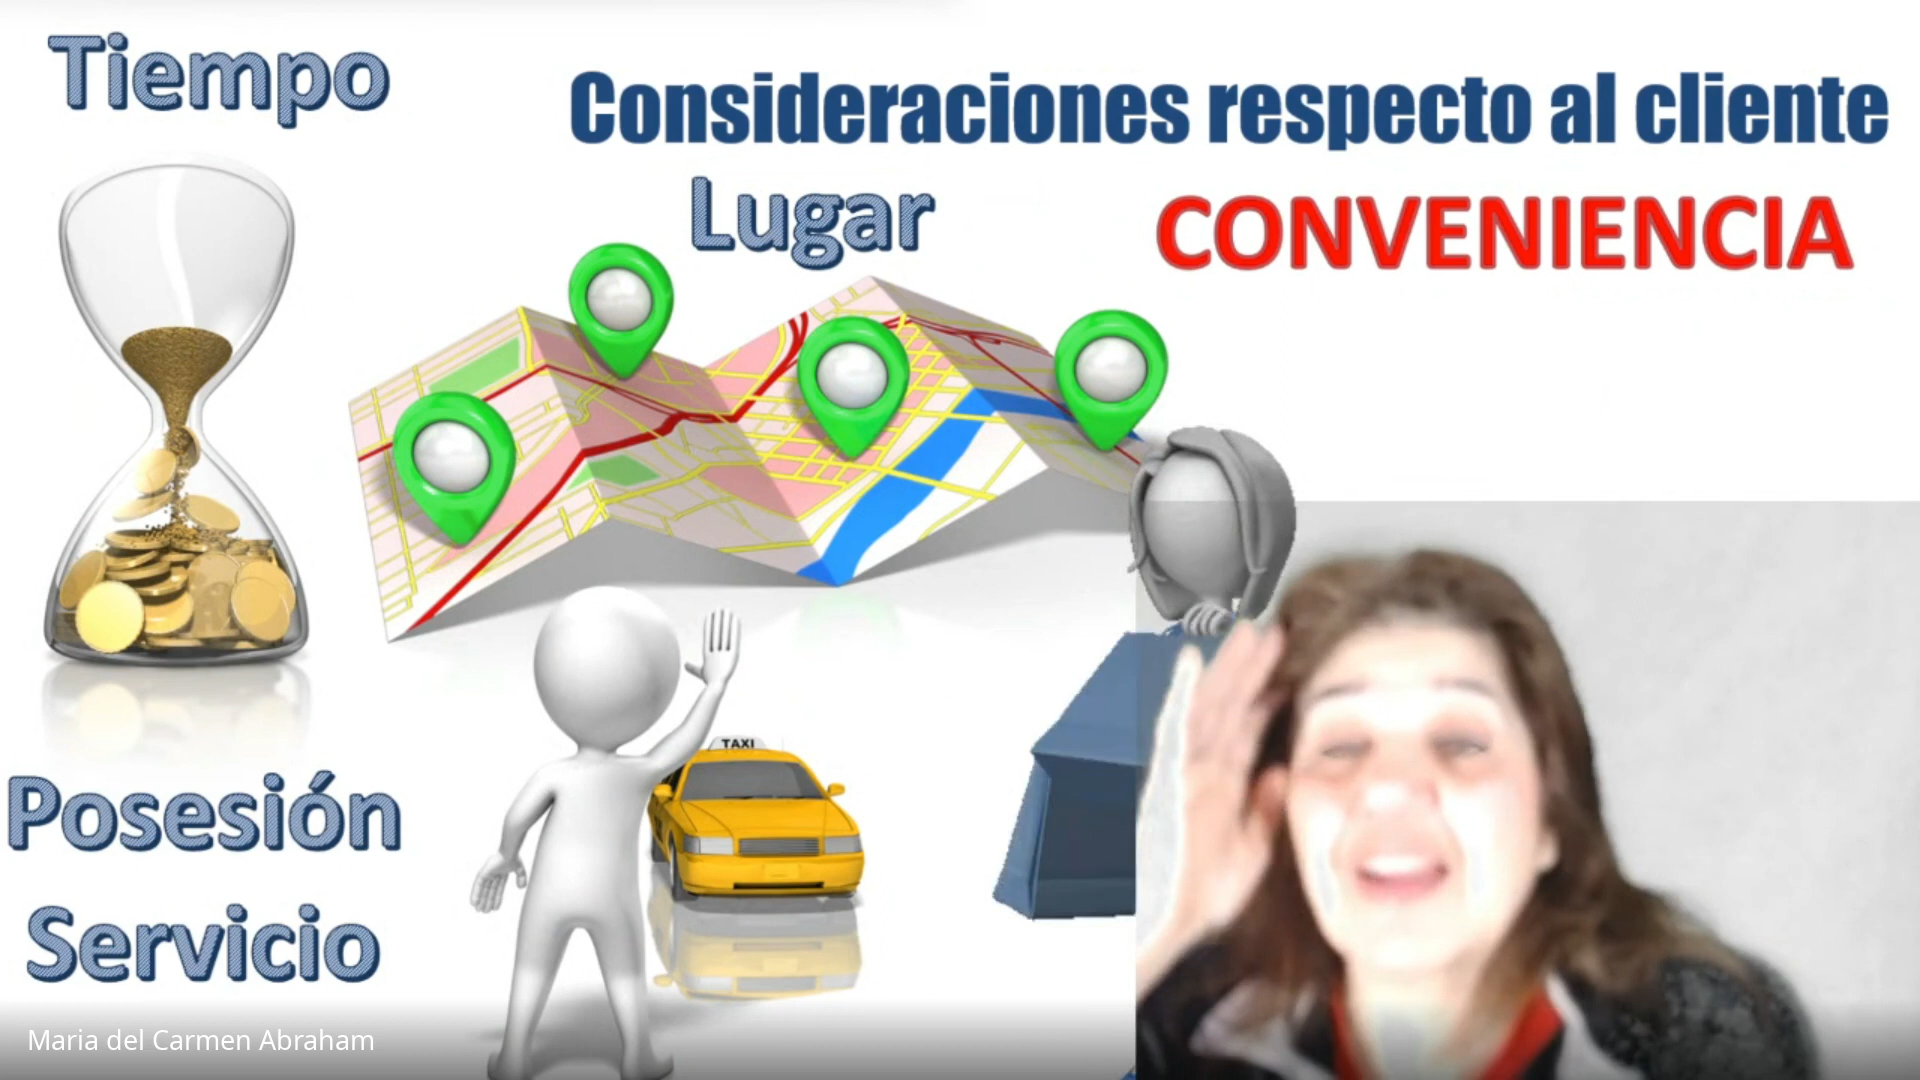 Tiempo
Consideraciones respecto al cliente
Lugar
CONVENIENCIA
TAXI
Posesión
Servicio
Maria del Carmen Abraham